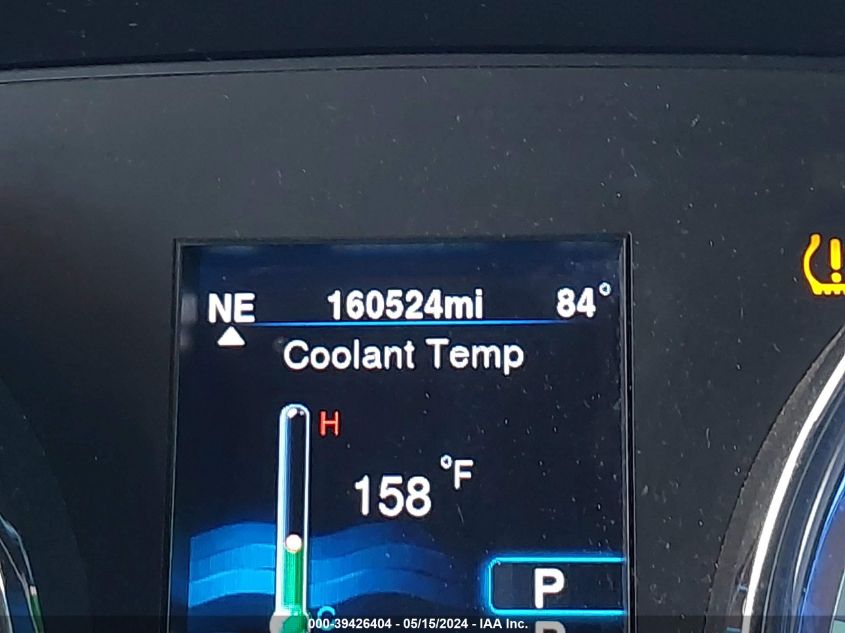 NE 160524mi 84°
Coolant Temp
H
158 °F
P
C
000-39426404 - 05/15/2024 - IAA Inc.